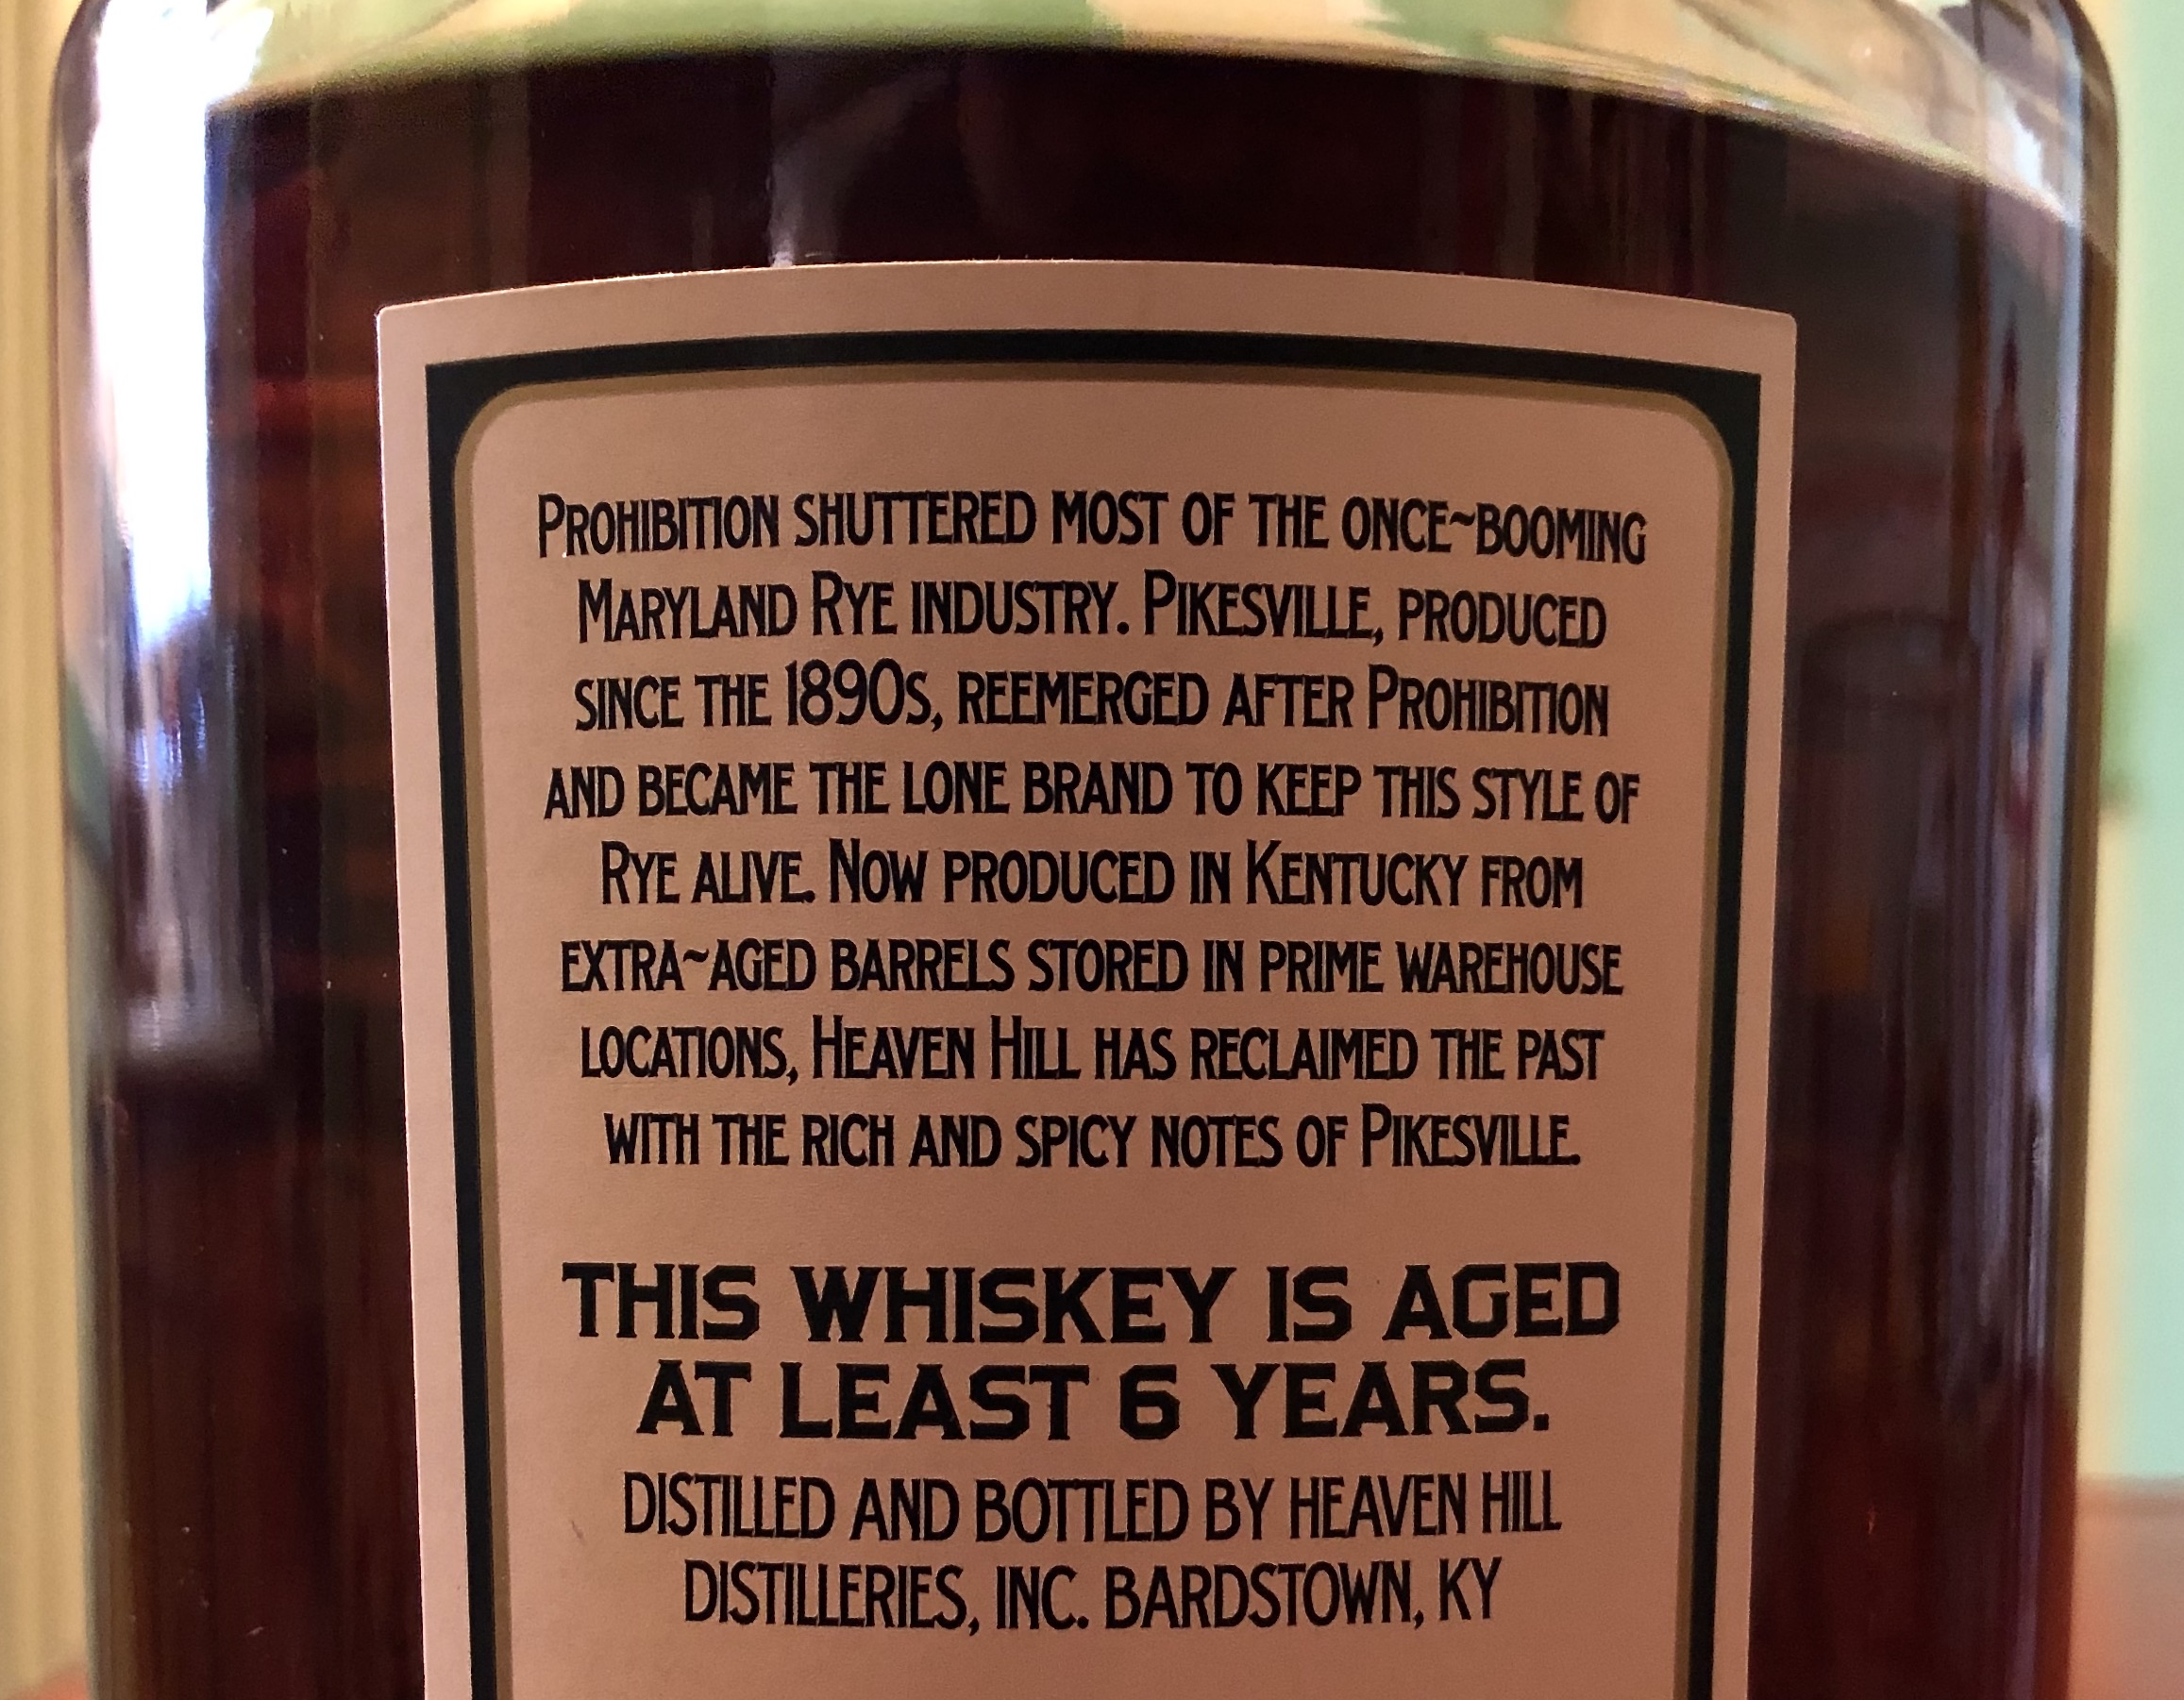 Prohibition shuttered most of the once~booming
Maryland Rye industry. Pikesville, produced
since the 1890s, reemerged after Prohibition
and became the lone brand to keep this style of
Rye alive. Now produced in Kentucky from
extra~aged barrels stored in prime warehouse
locations, Heaven Hill has reclaimed the past
with the rich and spicy notes of Pikesville.
THIS WHISKEY IS AGED
AT LEAST 6 YEARS.
DISTILLED AND BOTTLED BY HEAVEN HILL
DISTILLERIES, INC. BARDSTOWN, KY